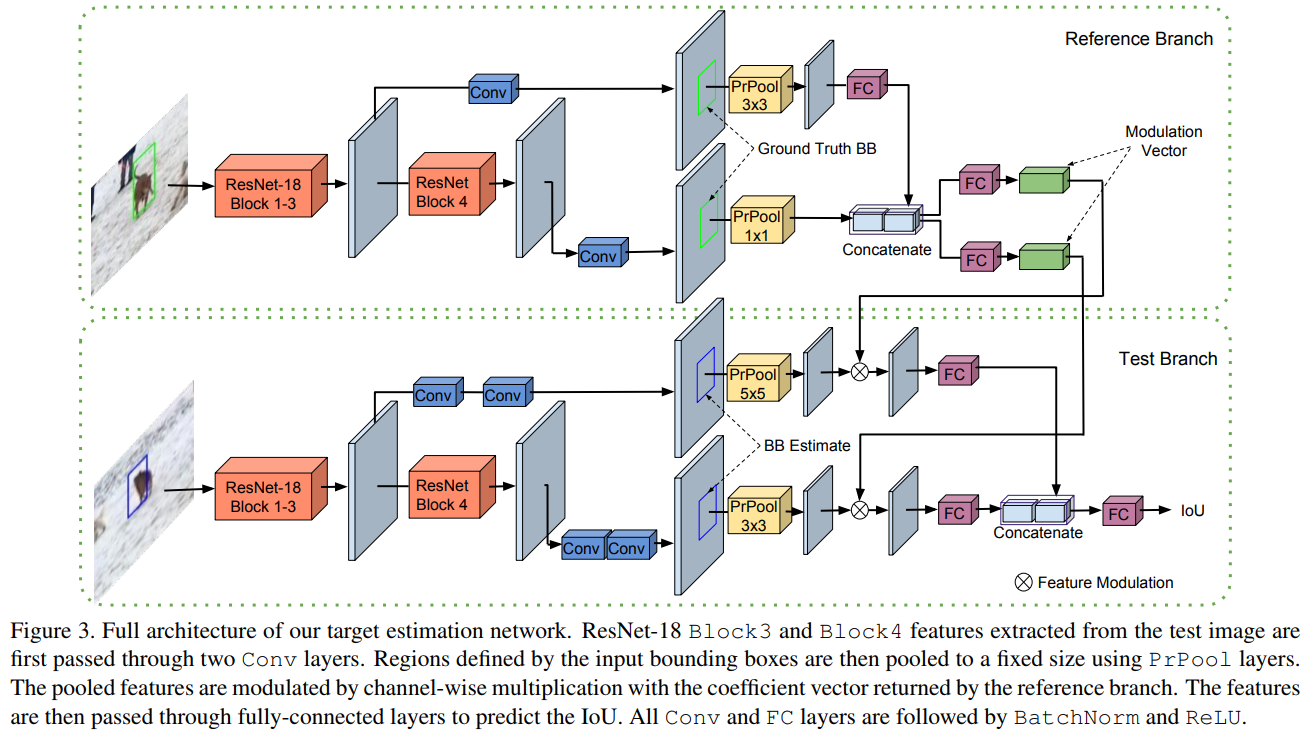 Reference Branch
Conv
PrPool
3x3
FC
Ground Truth BB
Modulation
Vector
ResNet-18
Block 1-3
ResNet
Block 4
Conv
PrPool
1x1
Concatenate
FC
FC
Test Branch
Conv
Conv
PrPool
5x5
FC
BB Estimate
ResNet-18
Block 1-3
ResNet
Block 4
Conv
Conv
PrPool
3x3
FC
Concatenate
FC
IoU
Feature Modulation
Figure 3. Full architecture of our target estimation network. ResNet-18 Block3 and Block4 features extracted from the test image are
first passed through two Conv layers. Regions defined by the input bounding boxes are then pooled to a fixed size using PrPool layers.
The pooled features are modulated by channel-wise multiplication with the coefficient vector returned by the reference branch. The features
are then passed through fully-connected layers to predict the IoU. All Conv and FC layers are followed by BatchNorm and ReLU.